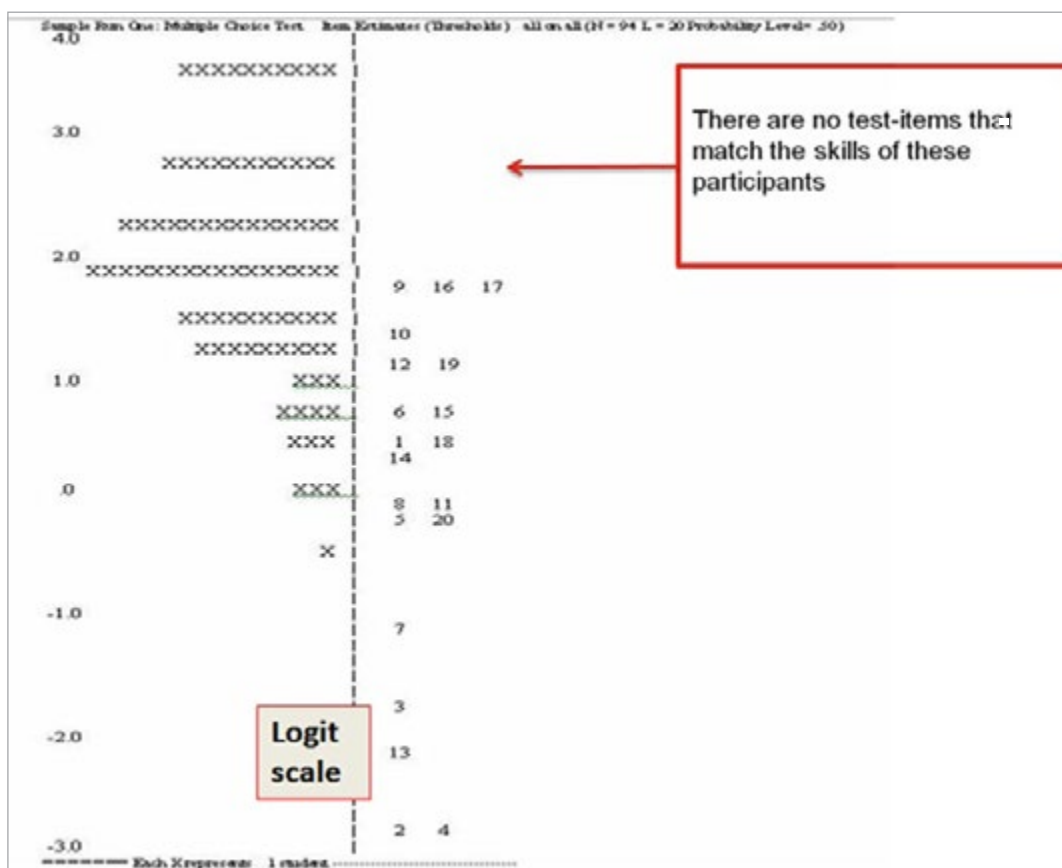 Sample Form One: Multiple Choice Test Item Estimates (Thresholds) all on all (N = 94 L = 20 Probability Level= .50)
4.0
XXXXXXXXXX |
There are no test-items that
match the skills of these
participants
3.0
XXXXXXXXXXX
XXXXXXXXXXXXXX |
2.0
XXXXXXXXXXXXXXXX |
9 16 17
XXXXXXXXXX |
10
XXXXXXXXX |
12 19
1.0 XXX
XXXX 6 15
XXX 1 18
14
.0 XXX
8 11
5 20
X
-1.0
7
3
Logit
scale
-2.0
13
2 4
-3.0
Each X represents 1 student